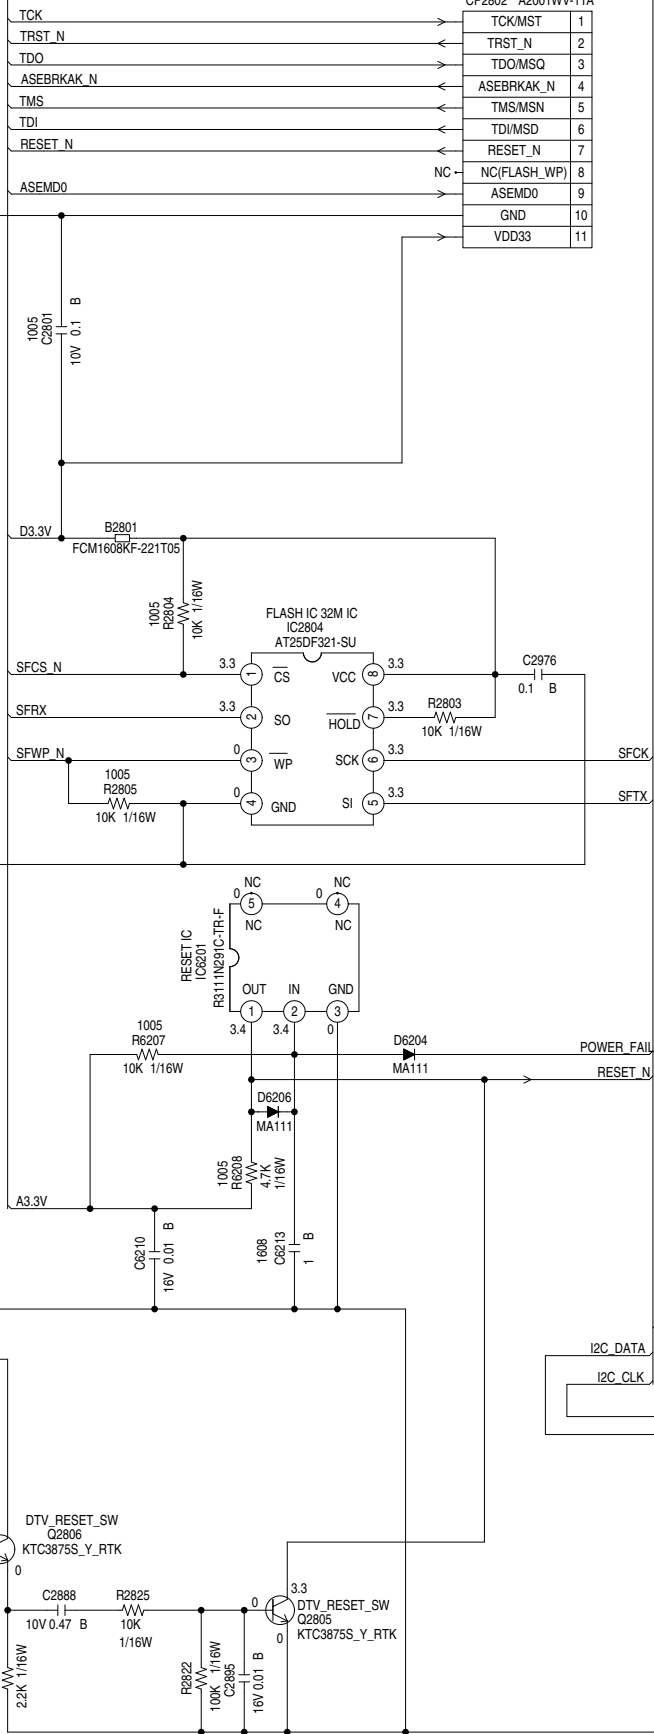 CP2802 A2001WV-11A
TCK
TCK/MST 1
TRST_N
TRST_N 2
TDO
TDO/MSQ 3
ASEBRKAK_N
ASEBRKAK_N 4
TMS
TMS/MSN 5
TDI
TDI/MSD 6
RESET_N
RESET_N 7
NC
NC(FLASH_WP) 8
ASEMD0
ASEMD0 9
GND 10
VDD33 11
1005
C2801
10V 0.1 B
D3.3V
B2801
FCM1608KF-221T05
1005
R2804
10K 1/16W
FLASH IC 32M IC
IC2804
AT25DF321-SU
SFCS_N
3.3
1
CS
VCC
8
3.3
C2976
0.1 B
SFRX
3.3
2
SO
HOLD
7
3.3
R2803
10K 1/16W
SFWP_N
0
3
WP
SCK
6
3.3
SFCK
1005
R2805
10K 1/16W
0
4
GND
SI
5
3.3
SFTX
NC
0
5
NC
NC
0
4
NC
RESET IC
IC6201
R3111N291C-TR-F
OUT
IN
GND
1
2
3
3.4
3.4
0
1005
R6207
10K 1/16W
D6204
MA111
POWER_FAIL
RESET_N
D6206
MA111
1005
R6208
4.7K
1/16W
A3.3V
C6210
16V 0.01 B
1608
C6213
1 B
I2C_DATA
I2C_CLK
DTV_RESET_SW
Q2806
KTC3875S_Y_RTK
0
C2888
10V 0.47 B
R2825
10K
1/16W
0
3.3
DTV_RESET_SW
Q2805
KTC3875S_Y_RTK
0
2.2K 1/16W
R2822
100K 1/16W
C2895
16V 0.01 B